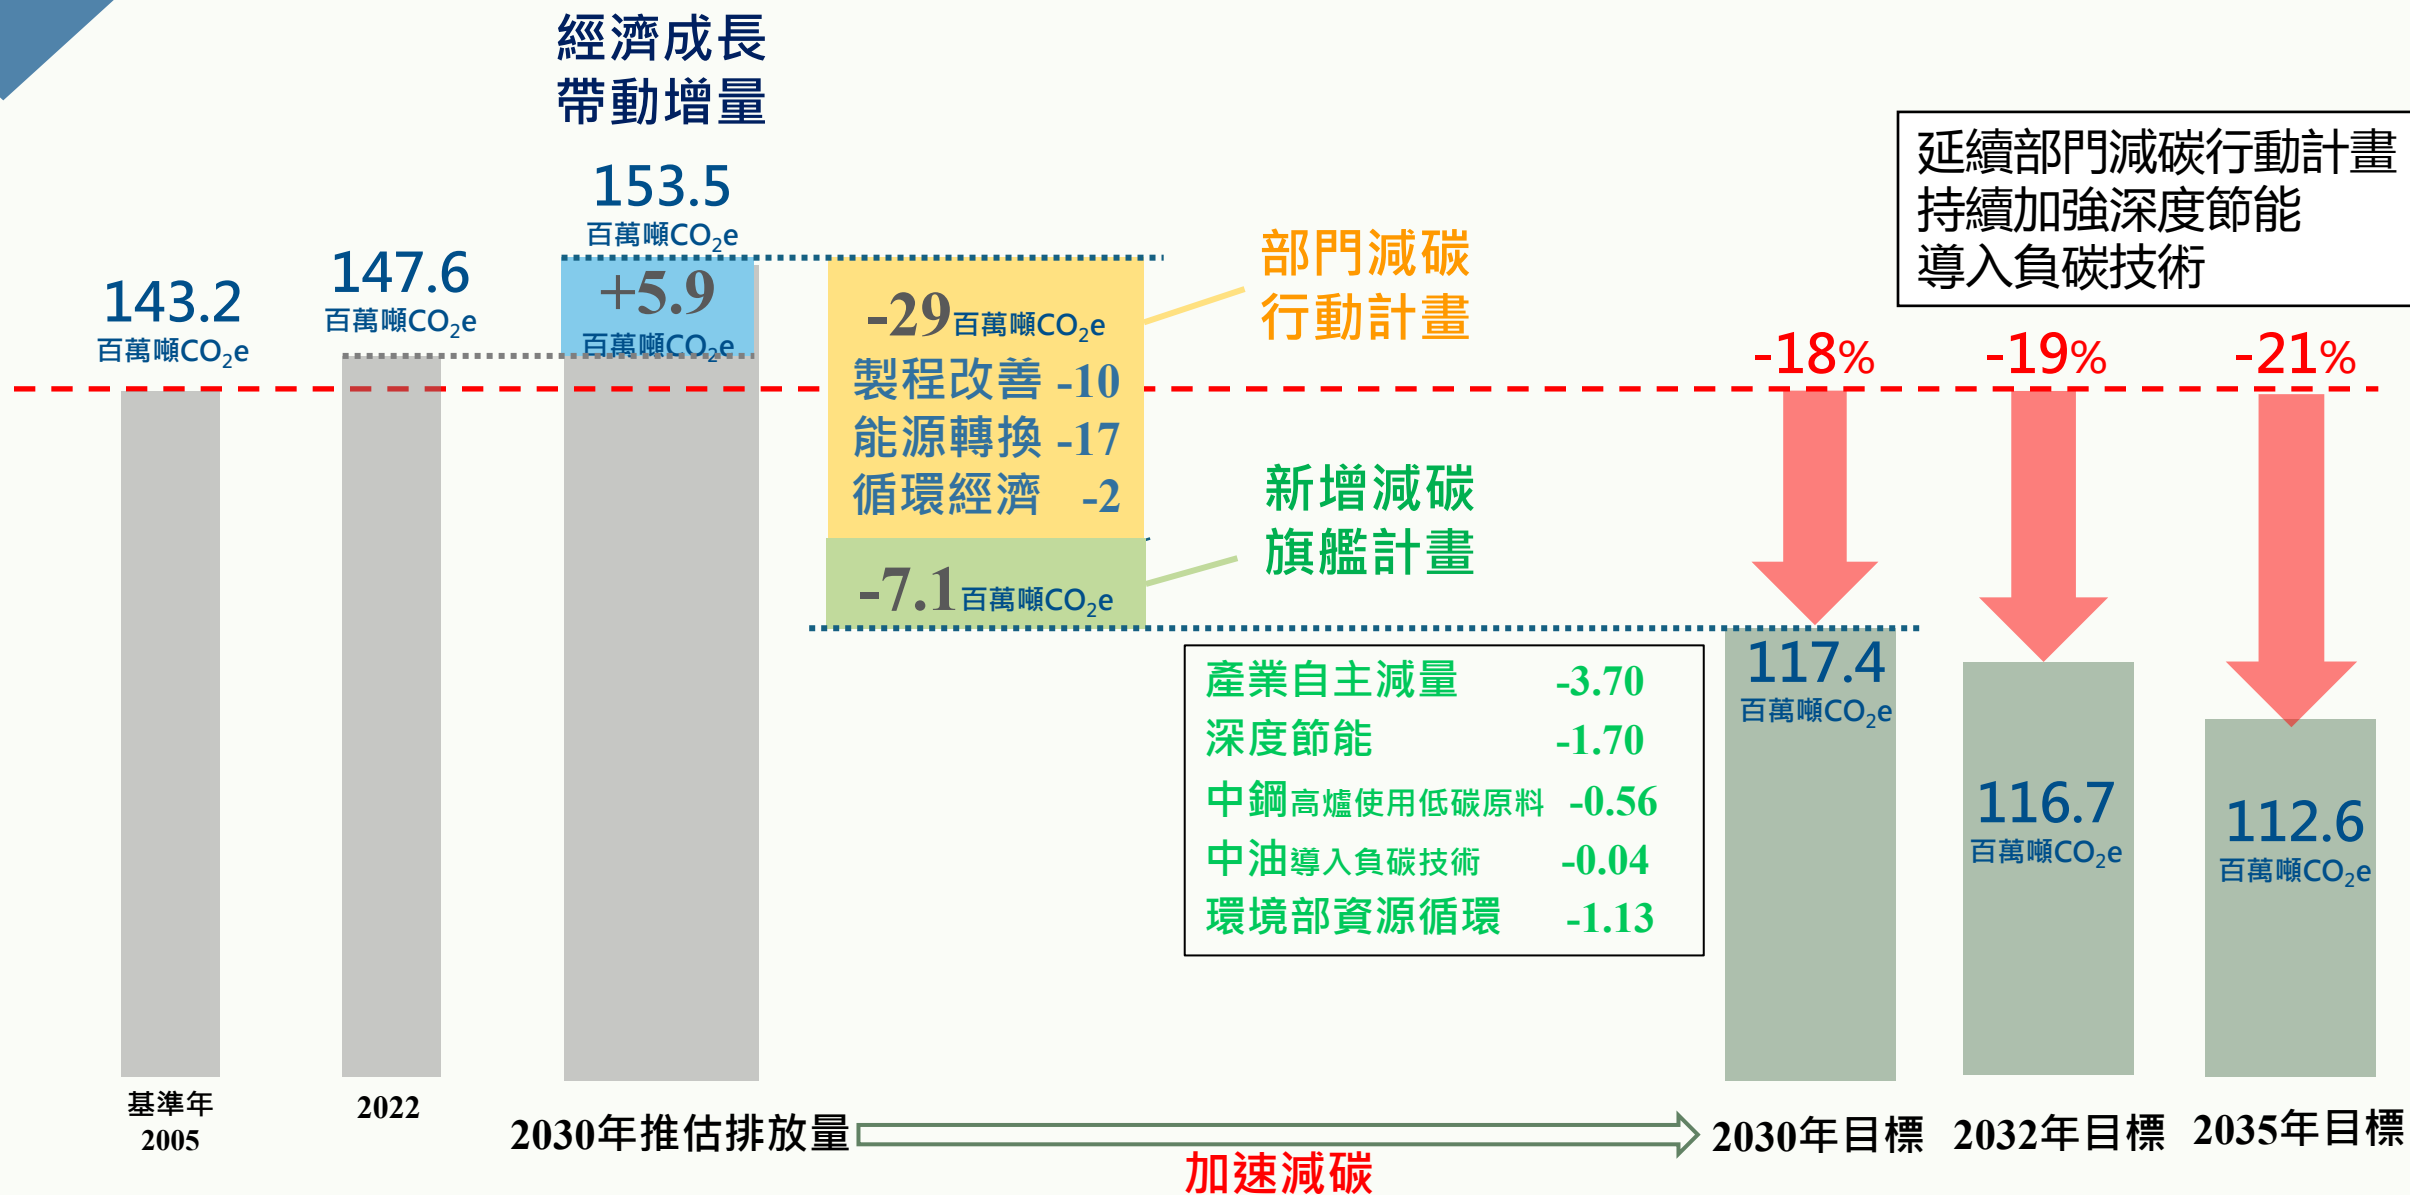 經濟成長
帶動增量
143.2
百萬噸CO₂e
147.6
百萬噸CO₂e
153.5
百萬噸CO₂e
+5.9
百萬噸CO₂e
-29百萬噸CO₂e
製程改善 -10
能源轉換 -17
循環經濟 -2
部門減碳
行動計畫
-7.1百萬噸CO₂e
新增減碳
旗艦計畫
產業自主減量 -3.70
深度節能 -1.70
中鋼高爐使用低碳原料 -0.56
中油導入負碳技術 -0.04
環境部資源循環 -1.13
延續部門減碳行動計畫
持續加強深度節能
導入負碳技術
-18%
-19%
-21%
117.4
百萬噸CO₂e
116.7
百萬噸CO₂e
112.6
百萬噸CO₂e
基準年
2005
2022
2030年推估排放量
加速減碳
2030年目標
2032年目標
2035年目標